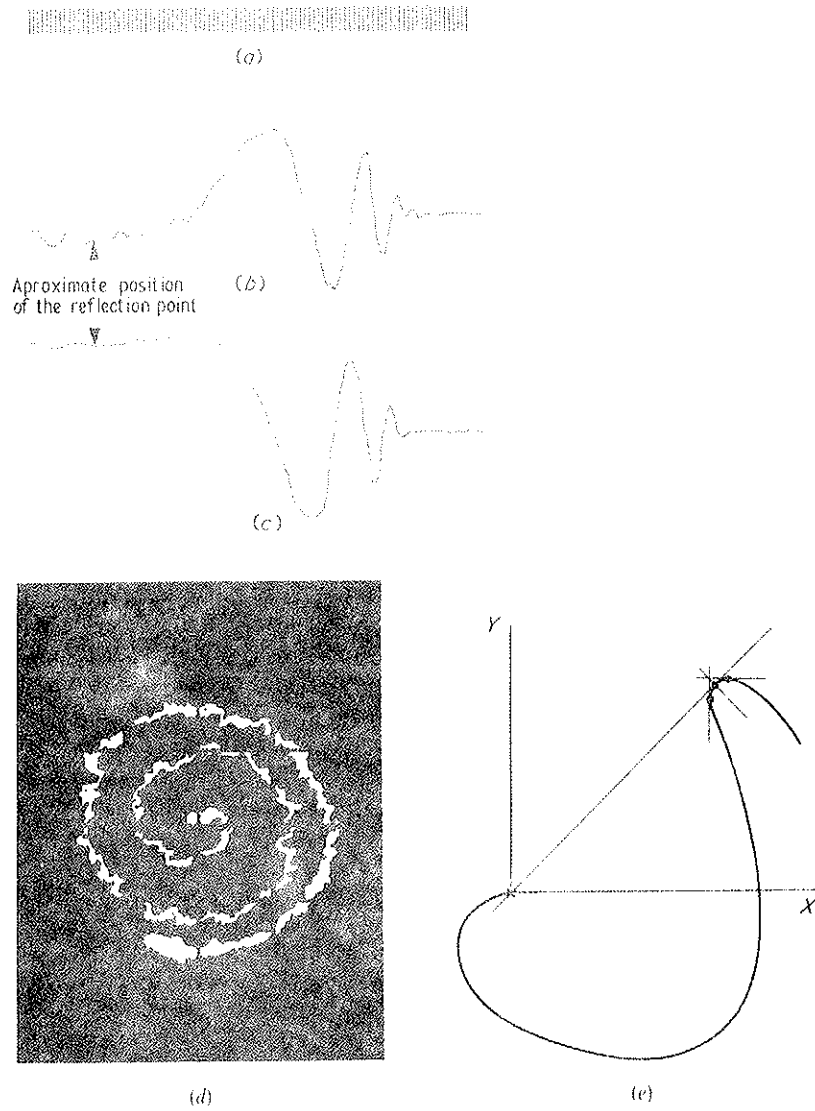 (a)
Aproximate position
of the reflection point
(b)
(c)
Y
X
(d)
(e)